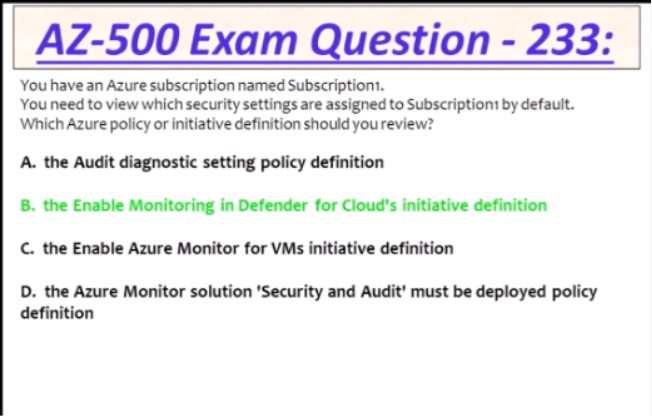 AZ-500 Exam Question - 233:
You have an Azure subscription named Subscription1.
You need to view which security settings are assigned to Subscription1 by default.
Which Azure policy or initiative definition should you review?
A. the Audit diagnostic setting policy definition
B. the Enable Monitoring in Defender for Cloud's initiative definition
C. the Enable Azure Monitor for VMs initiative definition
D. the Azure Monitor solution 'Security and Audit' must be deployed policy
definition